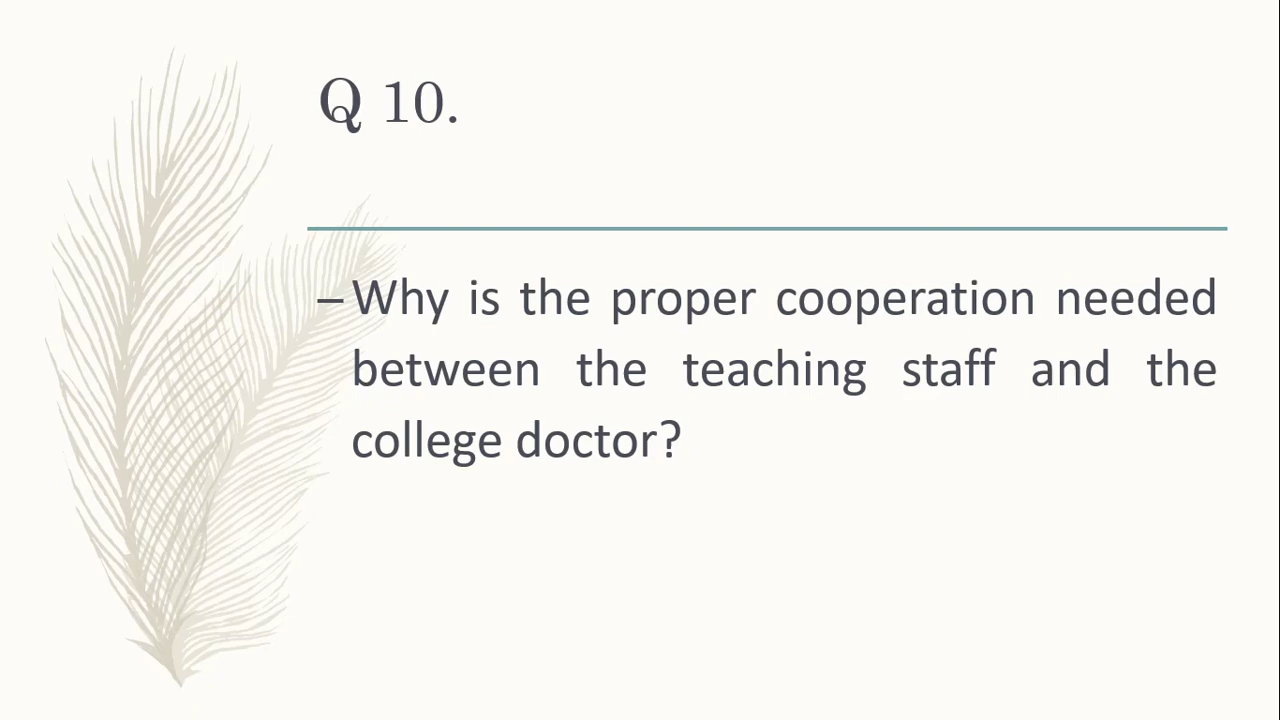 Q 10.
– Why is the proper cooperation needed
between the teaching staff and the
college doctor?